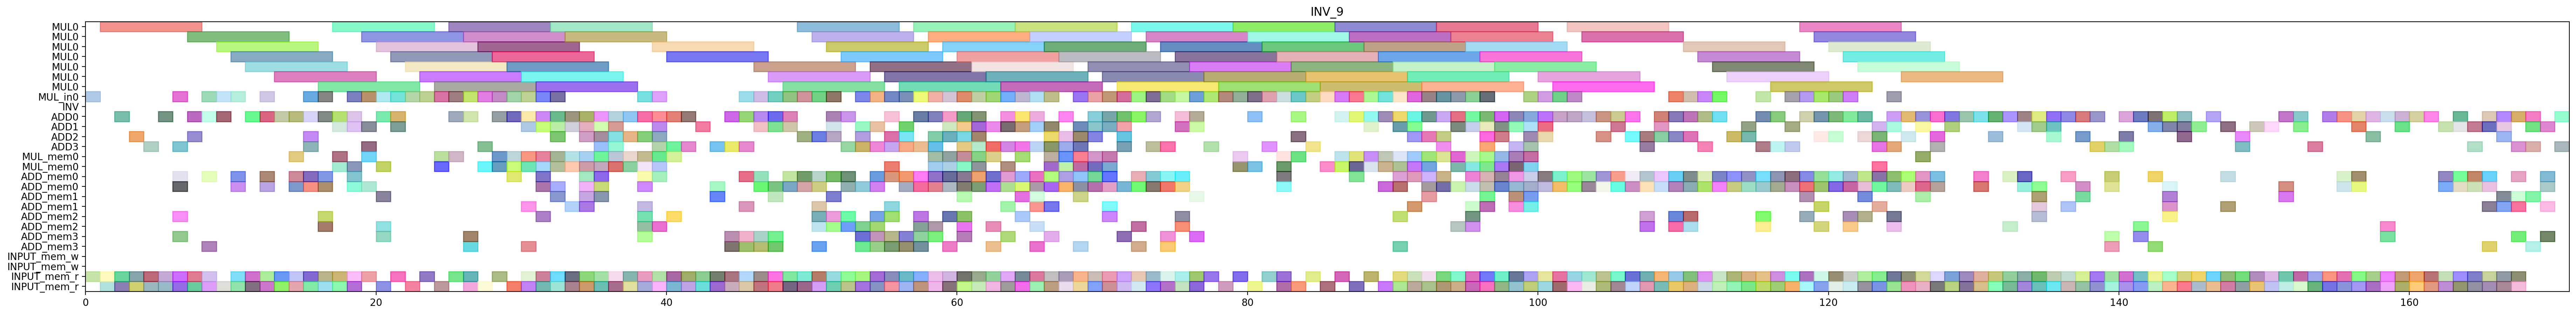 INV_9
MUL0
MUL0
MUL0
MUL0
MUL0
MUL0
MUL0
MUL_in0
INV
ADD0
ADD1
ADD2
ADD3
MUL_mem0
MUL_mem0
ADD_mem0
ADD_mem0
ADD_mem1
ADD_mem1
ADD_mem2
ADD_mem2
ADD_mem3
ADD_mem3
INPUT_mem_w
INPUT_mem_w
INPUT_mem_r
INPUT_mem_r
0 20 40 60 80 100 120 140 160